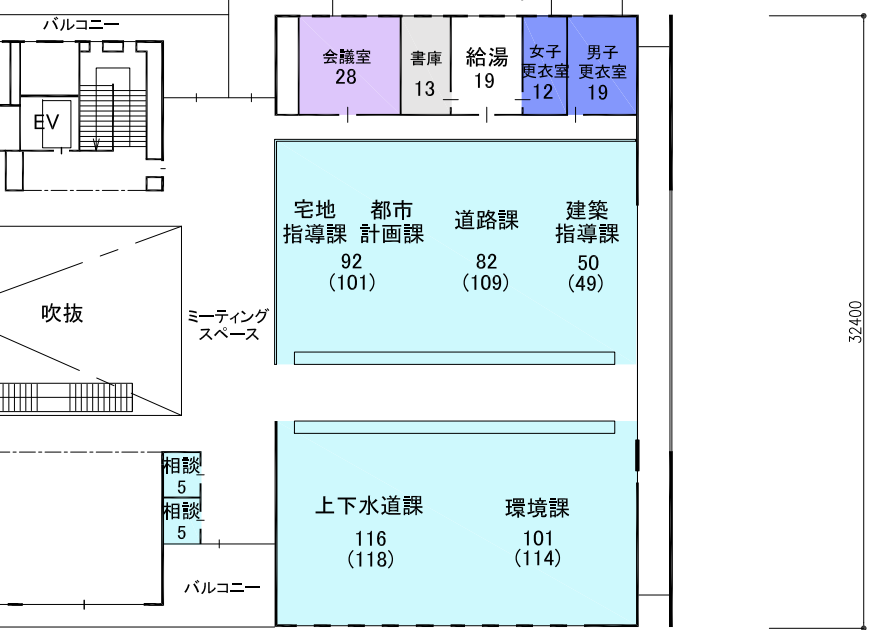 バルコニー
会議室
28
書庫
13
給湯
19
女子
更衣室
12
男子
更衣室
19
EV
宅地
指導課
都市
計画課
92
(101)
道路課
82
(109)
建築
指導課
50
(49)
吹抜
ミーティング
スペース
32400
相談
5
相談
5
上下水道課
116
(118)
環境課
101
(114)
バルコニー